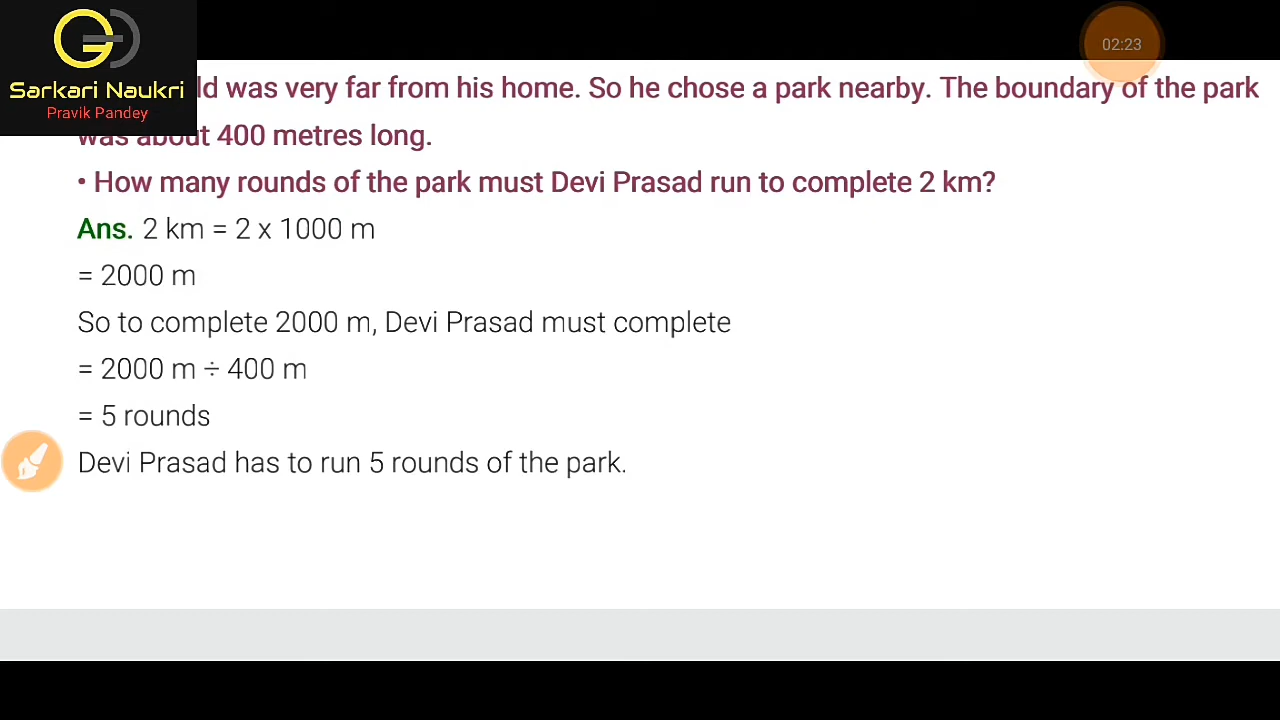 02:23
Sarkari Naukri
Pravik Pandey
ld was very far from his home. So he chose a park nearby. The boundary of the park
was about 400 metres long.
• How many rounds of the park must Devi Prasad run to complete 2 km?
Ans. 2 km = 2 x 1000 m
= 2000 m
So to complete 2000 m, Devi Prasad must complete
= 2000 m ÷ 400 m
= 5 rounds
Devi Prasad has to run 5 rounds of the park.